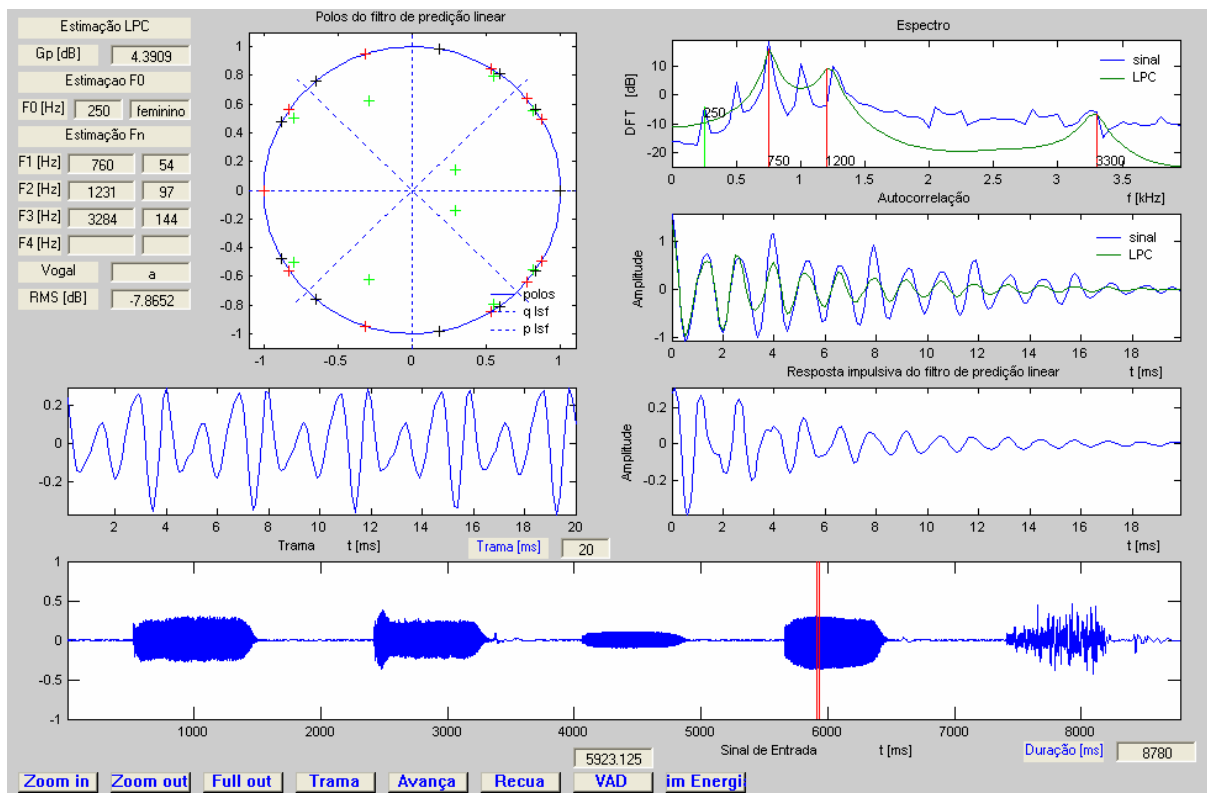 Estimação LPC
Gp [dB] 4.3909
Estimaçao F0
F0 [Hz] 250 feminino
Estimação Fn
F1 [Hz] 760 54
F2 [Hz] 1231 97
F3 [Hz] 3284 144
F4 [Hz]
Vogal a
RMS [dB] -7.8652
Polos do filtro de predição linear
1
0.8
0.6
0.4
0.2
0
-0.2
-0.4
-0.6
-0.8
-1
-1 -0.5 0 0.5 1
polos
q lsf
p lsf
Espectro
DFT [dB]
10
0
-10
-20
sinal
LPC
250
750 1200 3300
0 0.5 1 1.5 2 2.5 3 3.5
f [kHz]
Autocorrelação
Amplitude
1
0
-1
sinal
LPC
0 2 4 6 8 10 12 14 16 18
t [ms]
0.2
0
-0.2
2 4 6 8 10 12 14 16 18 20
Trama t [ms]
Trama [ms] 20
Resposta impulsiva do filtro de predição linear
Amplitude
0.2
0
-0.2
0 2 4 6 8 10 12 14 16 18
t [ms]
1
0.5
0
-0.5
-1
1000 2000 3000 4000 5000 6000 7000 8000
5923.125
Sinal de Entrada t [ms]
Duração [ms] 8780
Zoom in Zoom out Full out Trama Avança Recua VAD im Energi